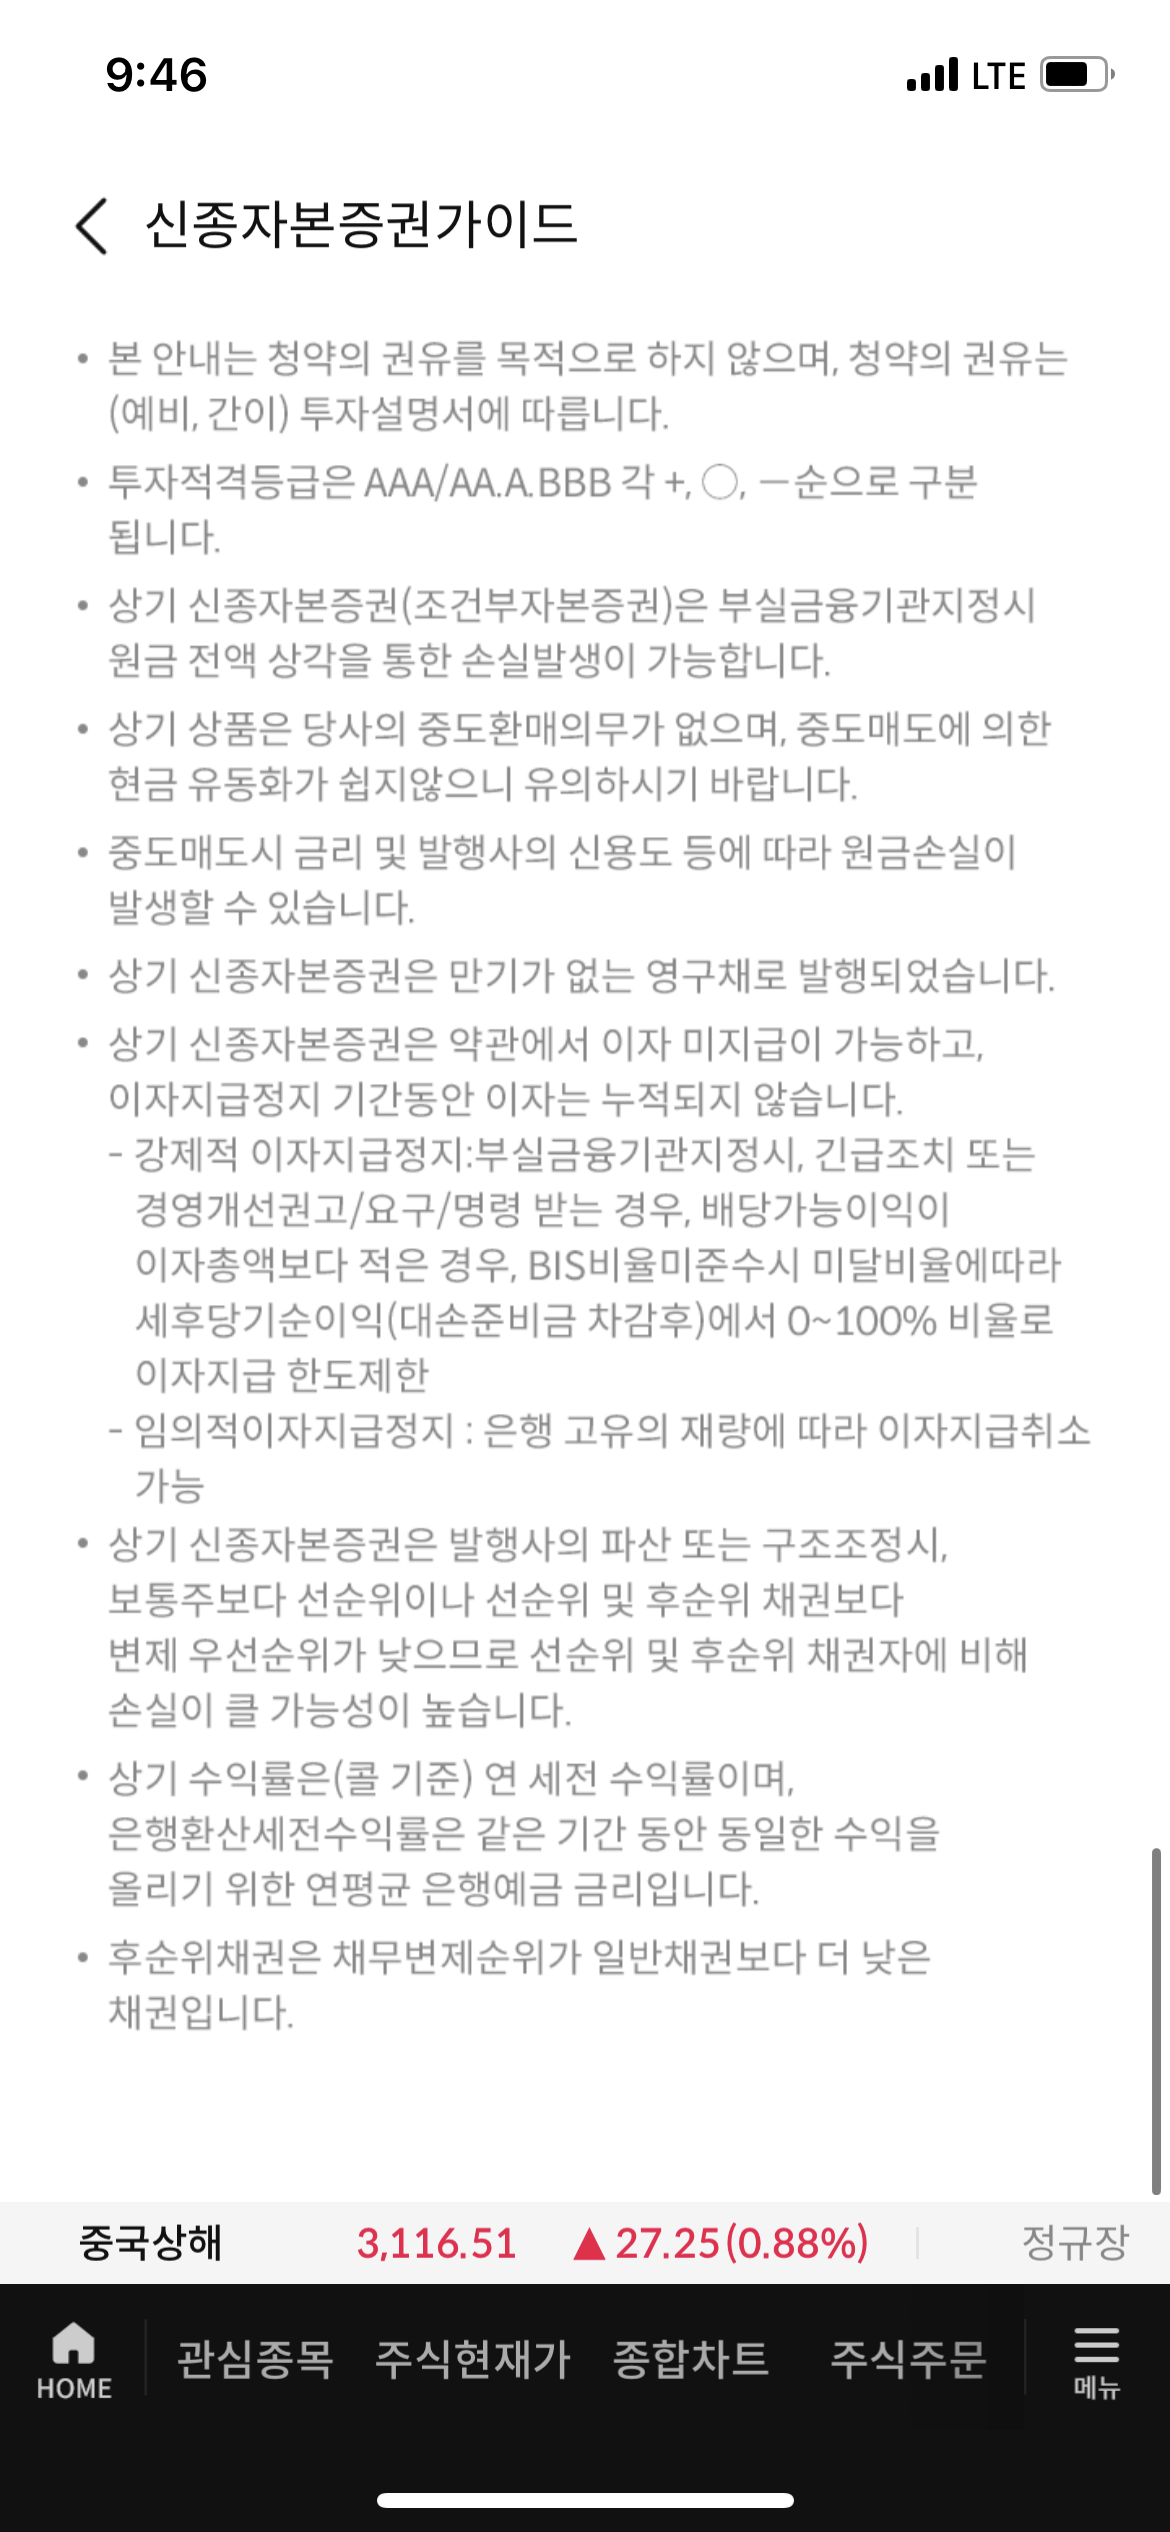 9:46
LTE
신종자본증권가이드
• 본 안내는 청약의 권유를 목적으로 하지 않으며, 청약의 권유는
(예비, 간이) 투자설명서에 따릅니다.
• 투자적격등급은 AAA/AA.A.BBB 각 +, ◯, ―순으로 구분
됩니다.
• 상기 신종자본증권(조건부자본증권)은 부실금융기관지정시
원금 전액 상각을 통한 손실발생이 가능합니다.
• 상기 상품은 당사의 중도환매의무가 없으며, 중도매도에 의한
현금 유동화가 쉽지않으니 유의하시기 바랍니다.
• 중도매도시 금리 및 발행사의 신용도 등에 따라 원금손실이
발생할 수 있습니다.
• 상기 신종자본증권은 만기가 없는 영구채로 발행되었습니다.
• 상기 신종자본증권은 약관에서 이자 미지급이 가능하고,
이자지급정지 기간동안 이자는 누적되지 않습니다.
- 강제적 이자지급정지:부실금융기관지정시, 긴급조치 또는
경영개선권고/요구/명령 받는 경우, 배당가능이익이
이자총액보다 적은 경우, BIS비율미준수시 미달비율에따라
세후당기순이익(대손준비금 차감후)에서 0~100% 비율로
이자지급 한도제한
- 임의적이자지급정지 : 은행 고유의 재량에 따라 이자지급취소
가능
• 상기 신종자본증권은 발행사의 파산 또는 구조조정시,
보통주보다 선순위이나 선순위 및 후순위 채권보다
변제 우선순위가 낮으므로 선순위 및 후순위 채권자에 비해
손실이 클 가능성이 높습니다.
• 상기 수익률은(콜 기준) 연 세전 수익률이며,
은행환산세전수익률은 같은 기간 동안 동일한 수익을
올리기 위한 연평균 은행예금 금리입니다.
• 후순위채권은 채무변제순위가 일반채권보다 더 낮은
채권입니다.
중국상해 3,116.51 ▲27.25(0.88%) 정규장
HOME 관심종목 주식현재가 종합차트 주식주문 메뉴